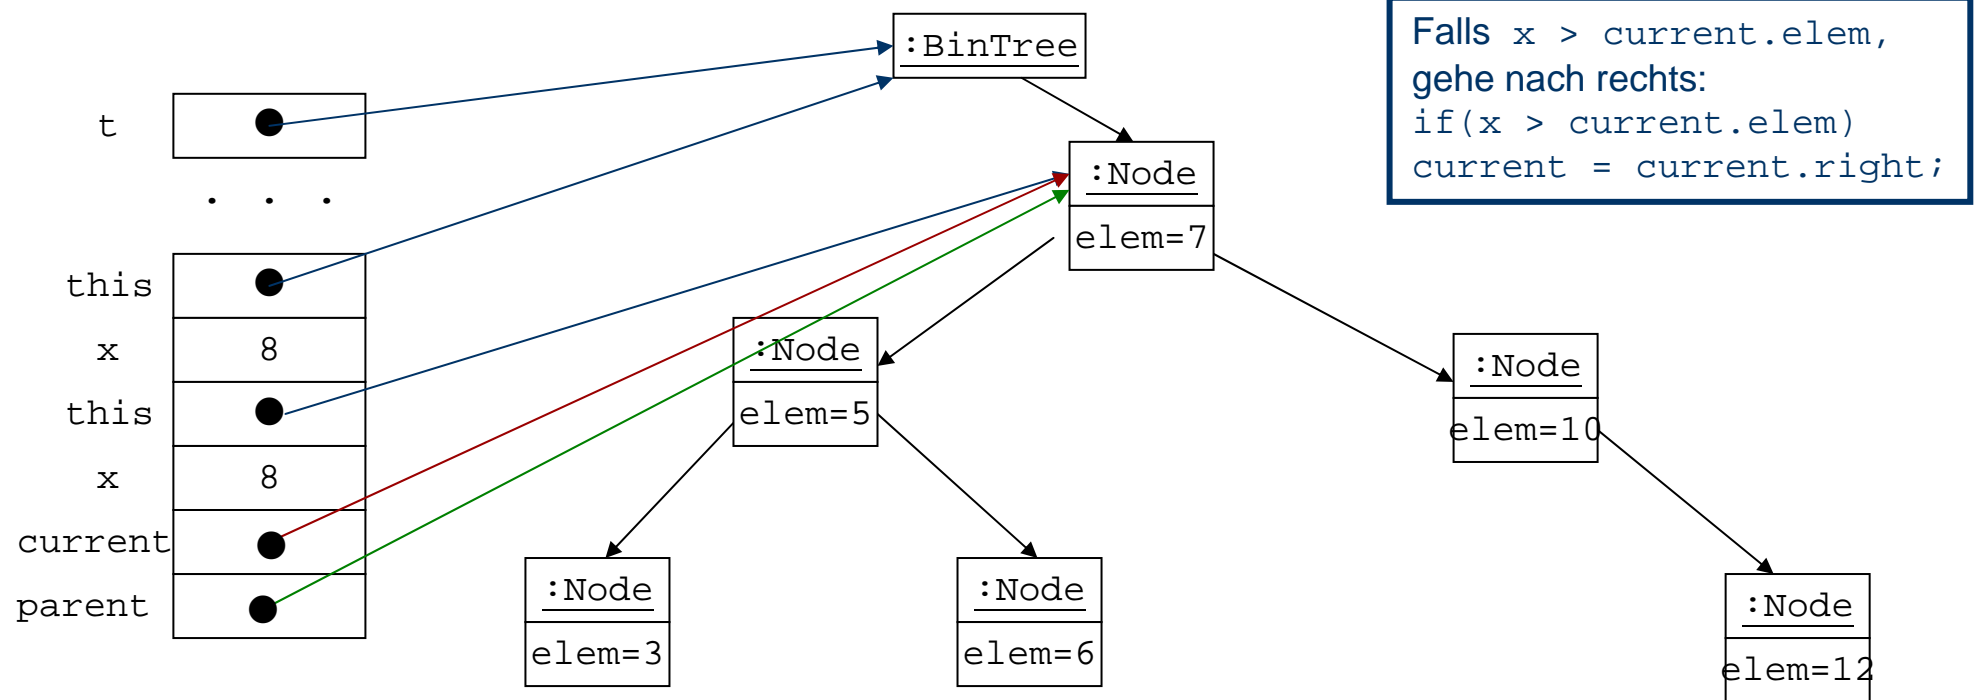 :BinTree
Falls x > current.elem,
gehe nach rechts:
if(x > current.elem)
current = current.right;
t
. . .
:Node
elem=7
this
x 8
this
x 8
current
parent
:Node
elem=5
:Node
elem=10
:Node
elem=3
:Node
elem=6
:Node
elem=12